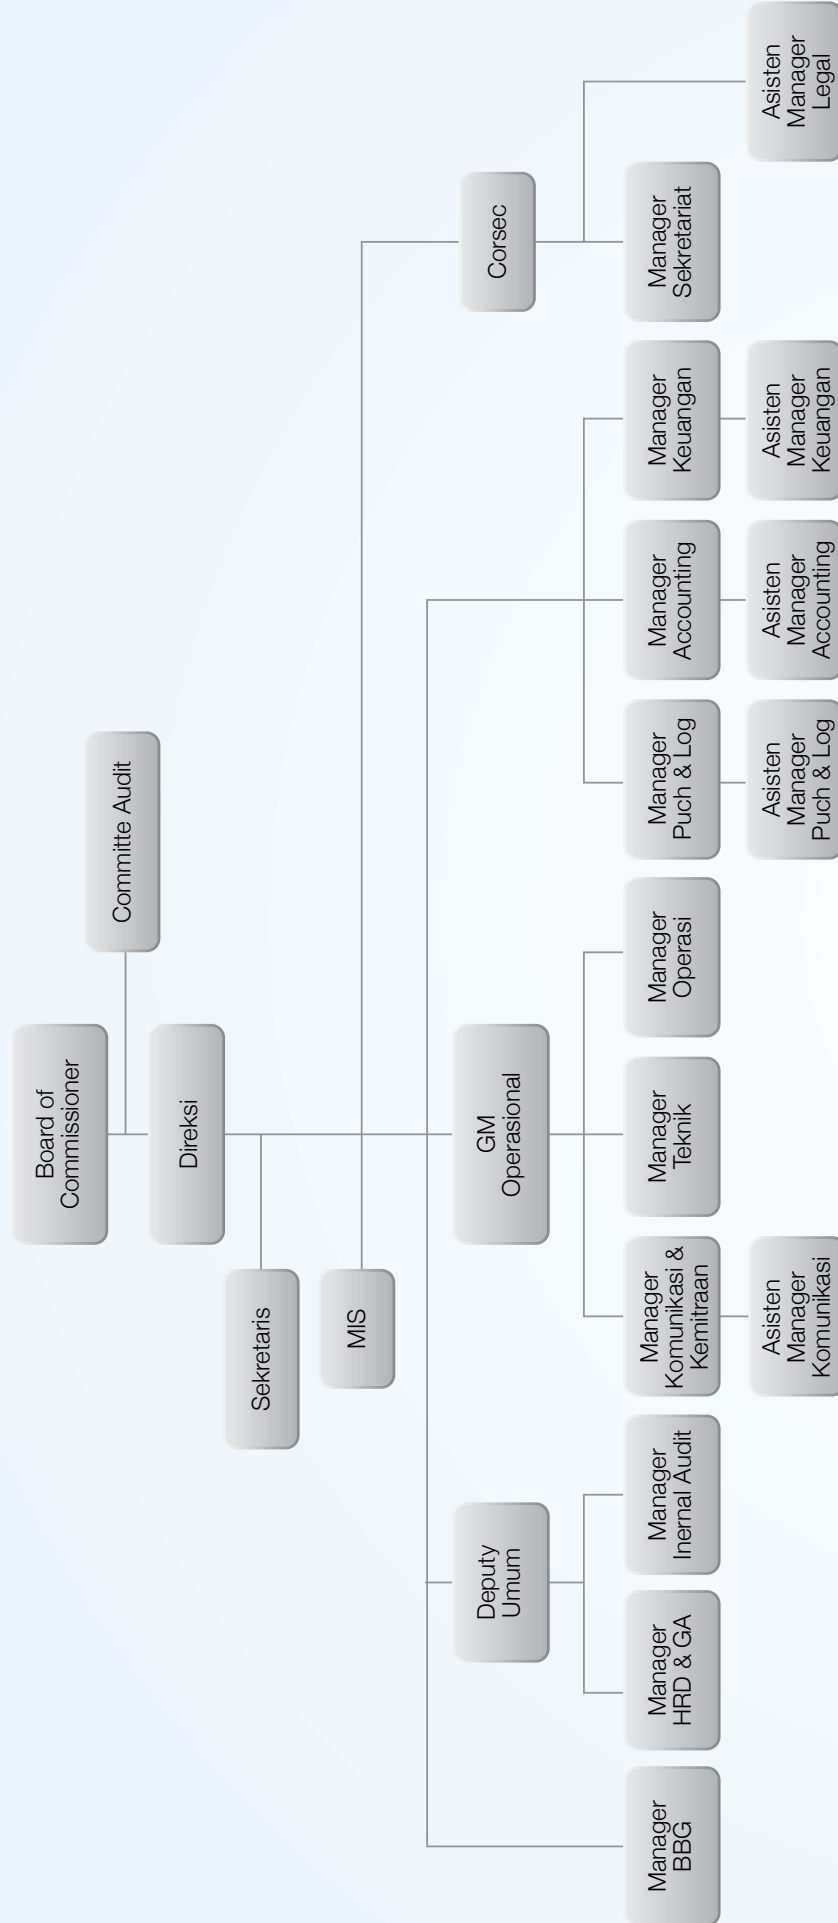 Board of
Commissioner
Committe Audit
Direksi
Sekretaris
MIS
Deputy
Umum
GM
Operasional
Corsec
Manager
BBG
Manager
HRD & GA
Manager
Inernal Audit
Manager
Komunikasi &
Kemitraan
Manager
Teknik
Manager
Operasi
Manager
Puch & Log
Manager
Accounting
Manager
Keuangan
Manager
Sekretariat
Asisten
Manager
Komunikasi
Asisten
Manager
Puch & Log
Asisten
Manager
Accounting
Asisten
Manager
Keuangan
Asisten
Manager
Legal